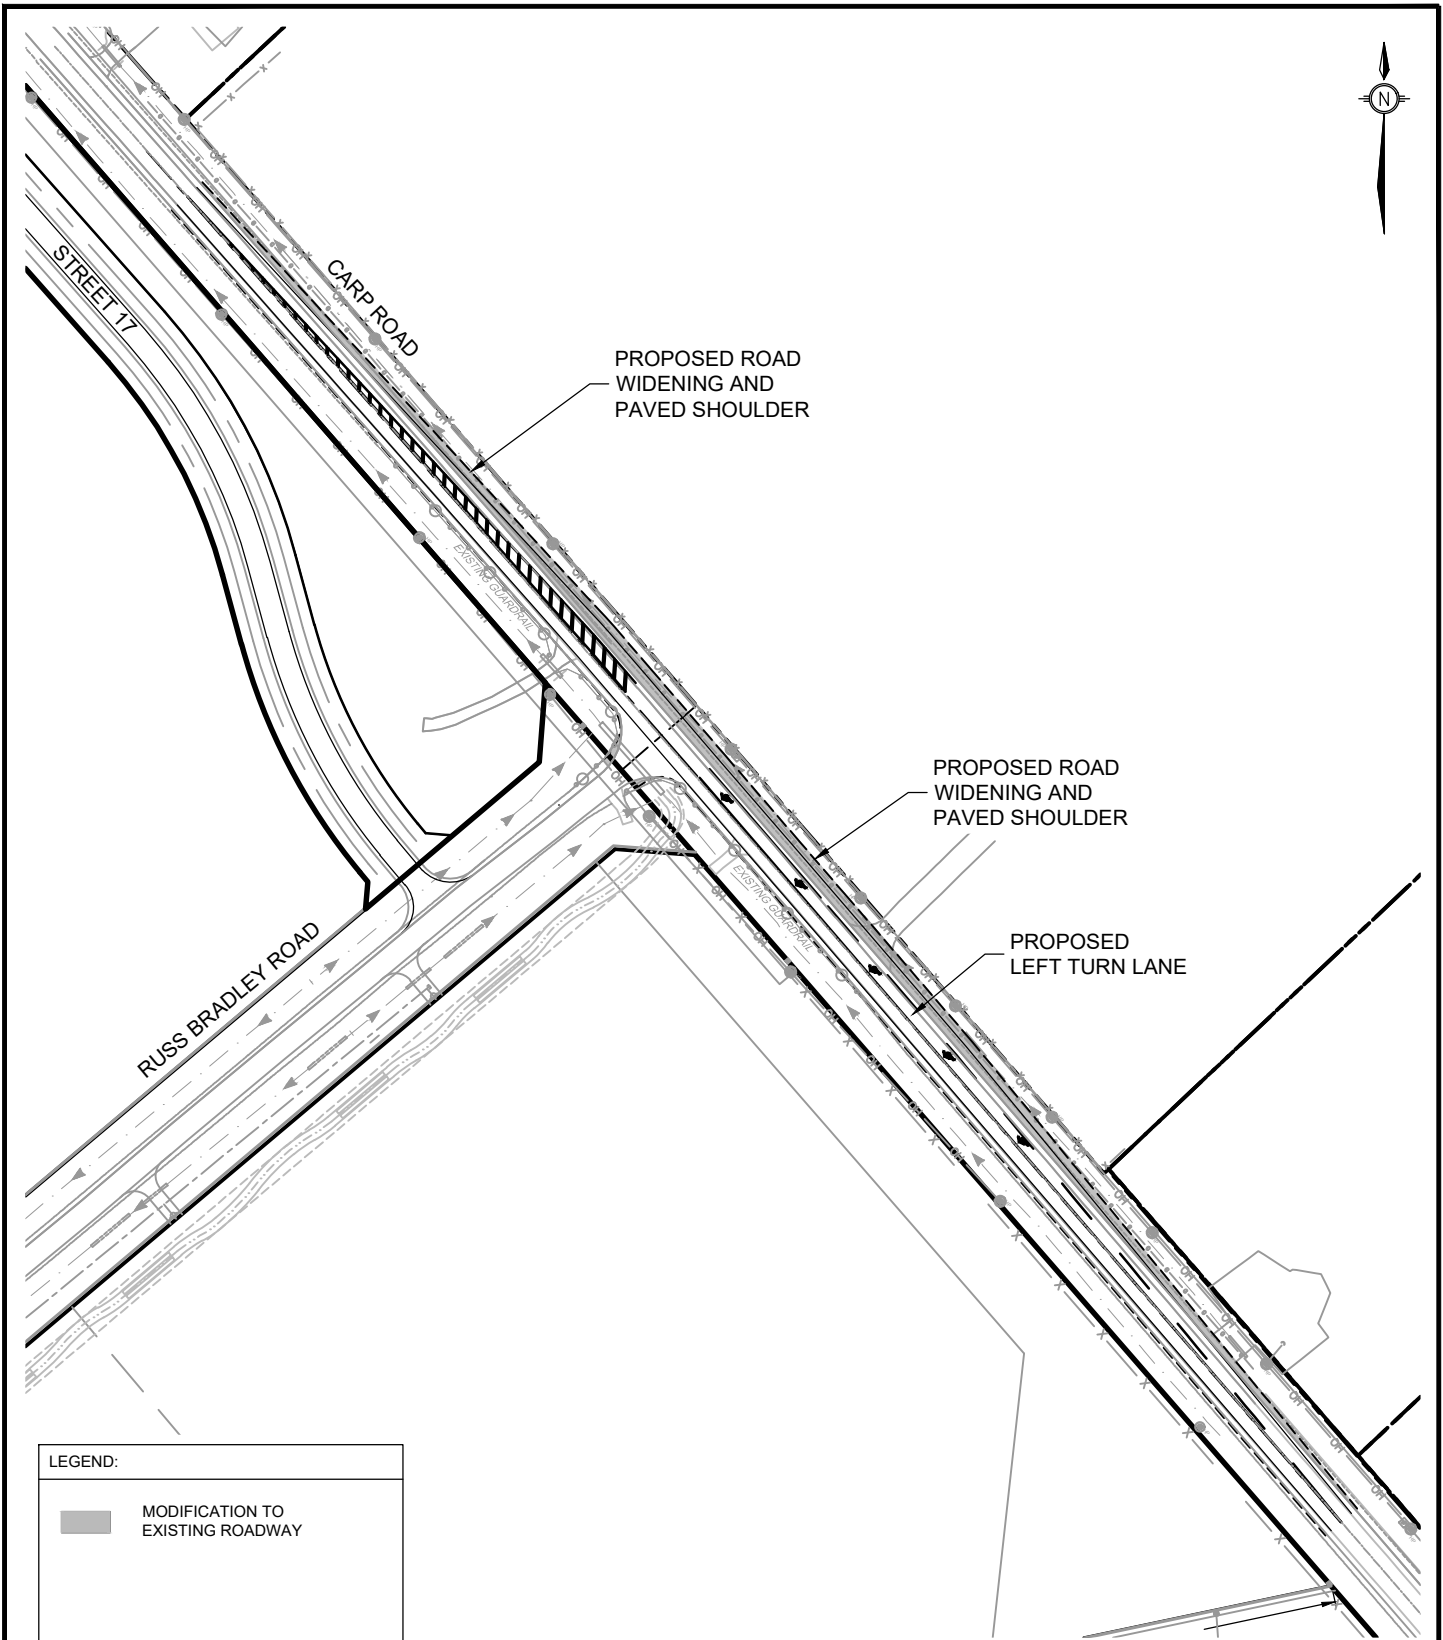 N
STREET 17
CARP ROAD
PROPOSED ROAD
WIDENING AND
PAVED SHOULDER
EXISTING GUARDRAIL
PROPOSED ROAD
WIDENING AND
PAVED SHOULDER
EXISTING GUARDRAIL
PROPOSED
LEFT TURN LANE
RUSS BRADLEY ROAD
LEGEND:
MODIFICATION TO
EXISTING ROADWAY